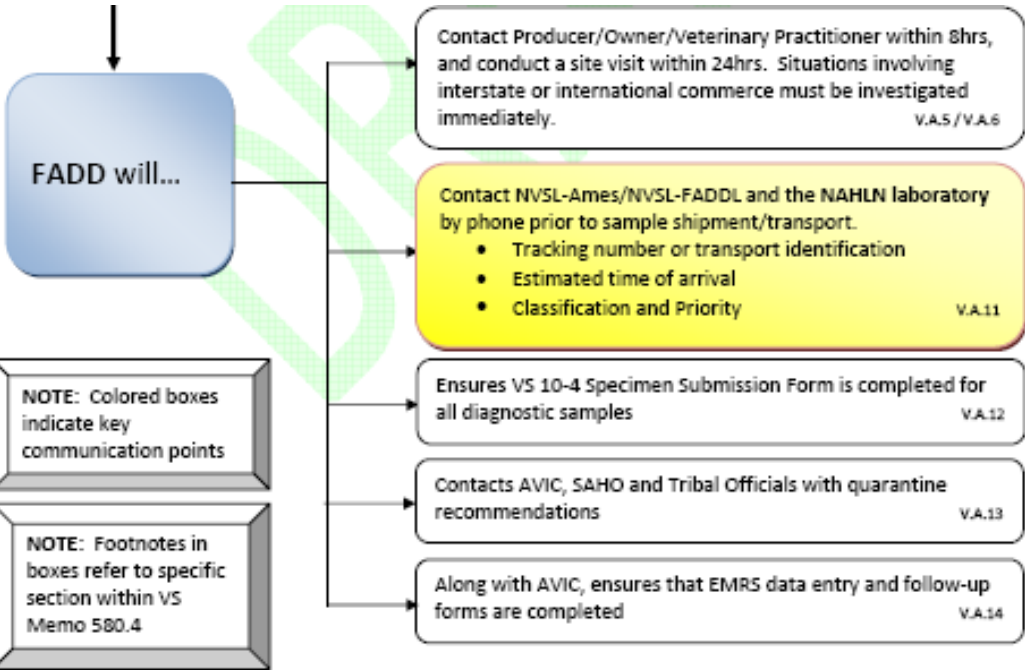 Contact Producer/Owner/Veterinary Practitioner within 8hrs,
and conduct a site visit within 24hrs.  Situations involving
interstate or international commerce must be investigated
immediately.
V.A.5 / V.A.6
FADD will...
Contact NVSL-Ames/NVSL-FADDL and the NAHLN laboratory
by phone prior to sample shipment/transport.
• Tracking number or transport identification
• Estimated time of arrival
• Classification and Priority
V.A.11
Ensures VS 10-4 Specimen Submission Form is completed for
all diagnostic samples
V.A.12
Contacts AVIC, SAHO and Tribal Officials with quarantine
recommendations
V.A.13
Along with AVIC, ensures that EMRS data entry and follow-up
forms are completed
V.A.14
NOTE:  Colored boxes
indicate key
communication points
NOTE:  Footnotes in
boxes refer to specific
section within VS
Memo 580.4